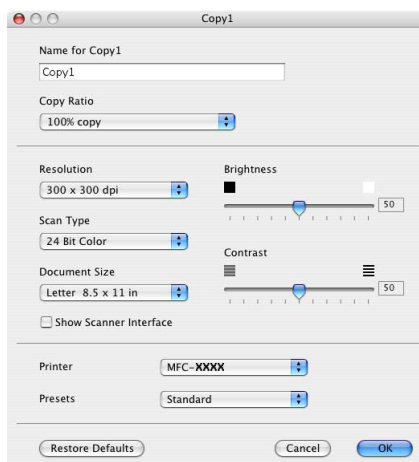 Copy1
Name for Copy1
Copy1
Copy Ratio
100% copy
Resolution
300 x 300 dpi
Scan Type
24 Bit Color
Document Size
Letter 8.5 x 11 in
Show Scanner Interface
Brightness
50
Contrast
50
Printer
MFC-XXXX
Presets
Standard
Restore Defaults
Cancel
OK